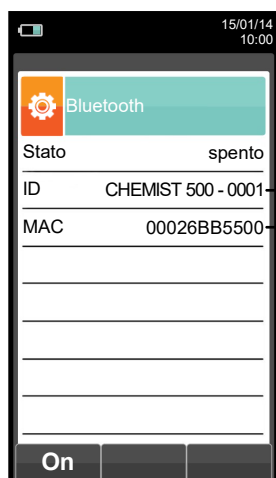 15/01/14
10:00
Bluetooth
Stato spento
ID CHEMIST 500 - 0001
MAC 00026BB5500
On